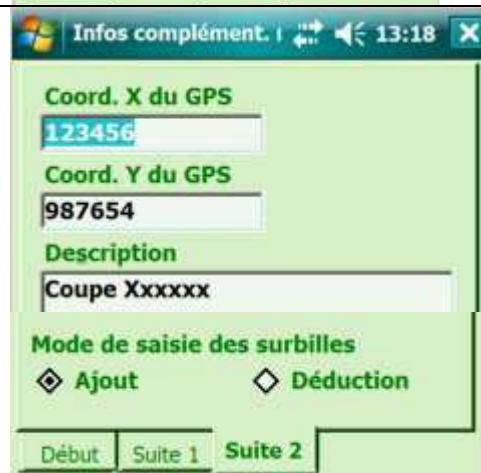 Infos complément. 13:18
Coord. X du GPS
123456
Coord. Y du GPS
987654
Description
Coupe Xxxxxx
Mode de saisie des surbilles
Ajout Déduction
Début Suite 1 Suite 2